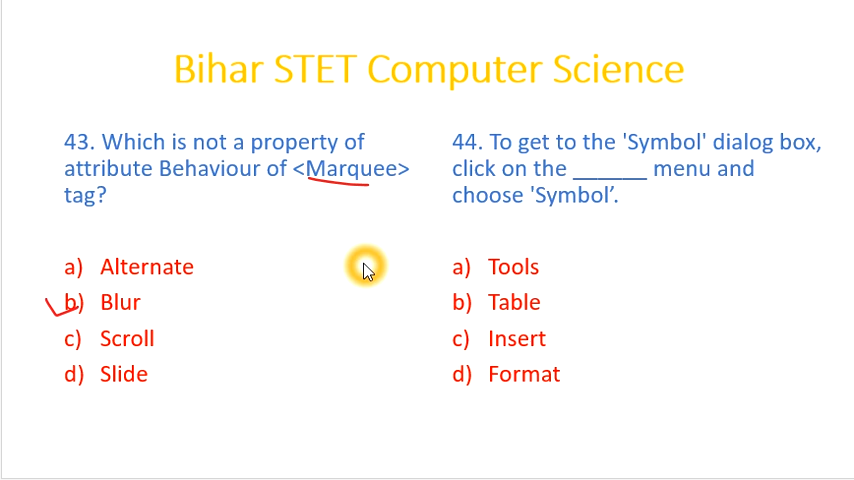 Bihar STET Computer Science
43. Which is not a property of
attribute Behaviour of <Marquee>
tag?
a) Alternate
b) Blur
c) Scroll
d) Slide
44. To get to the 'Symbol' dialog box,
click on the ______ menu and
choose 'Symbol’.
a) Tools
b) Table
c) Insert
d) Format